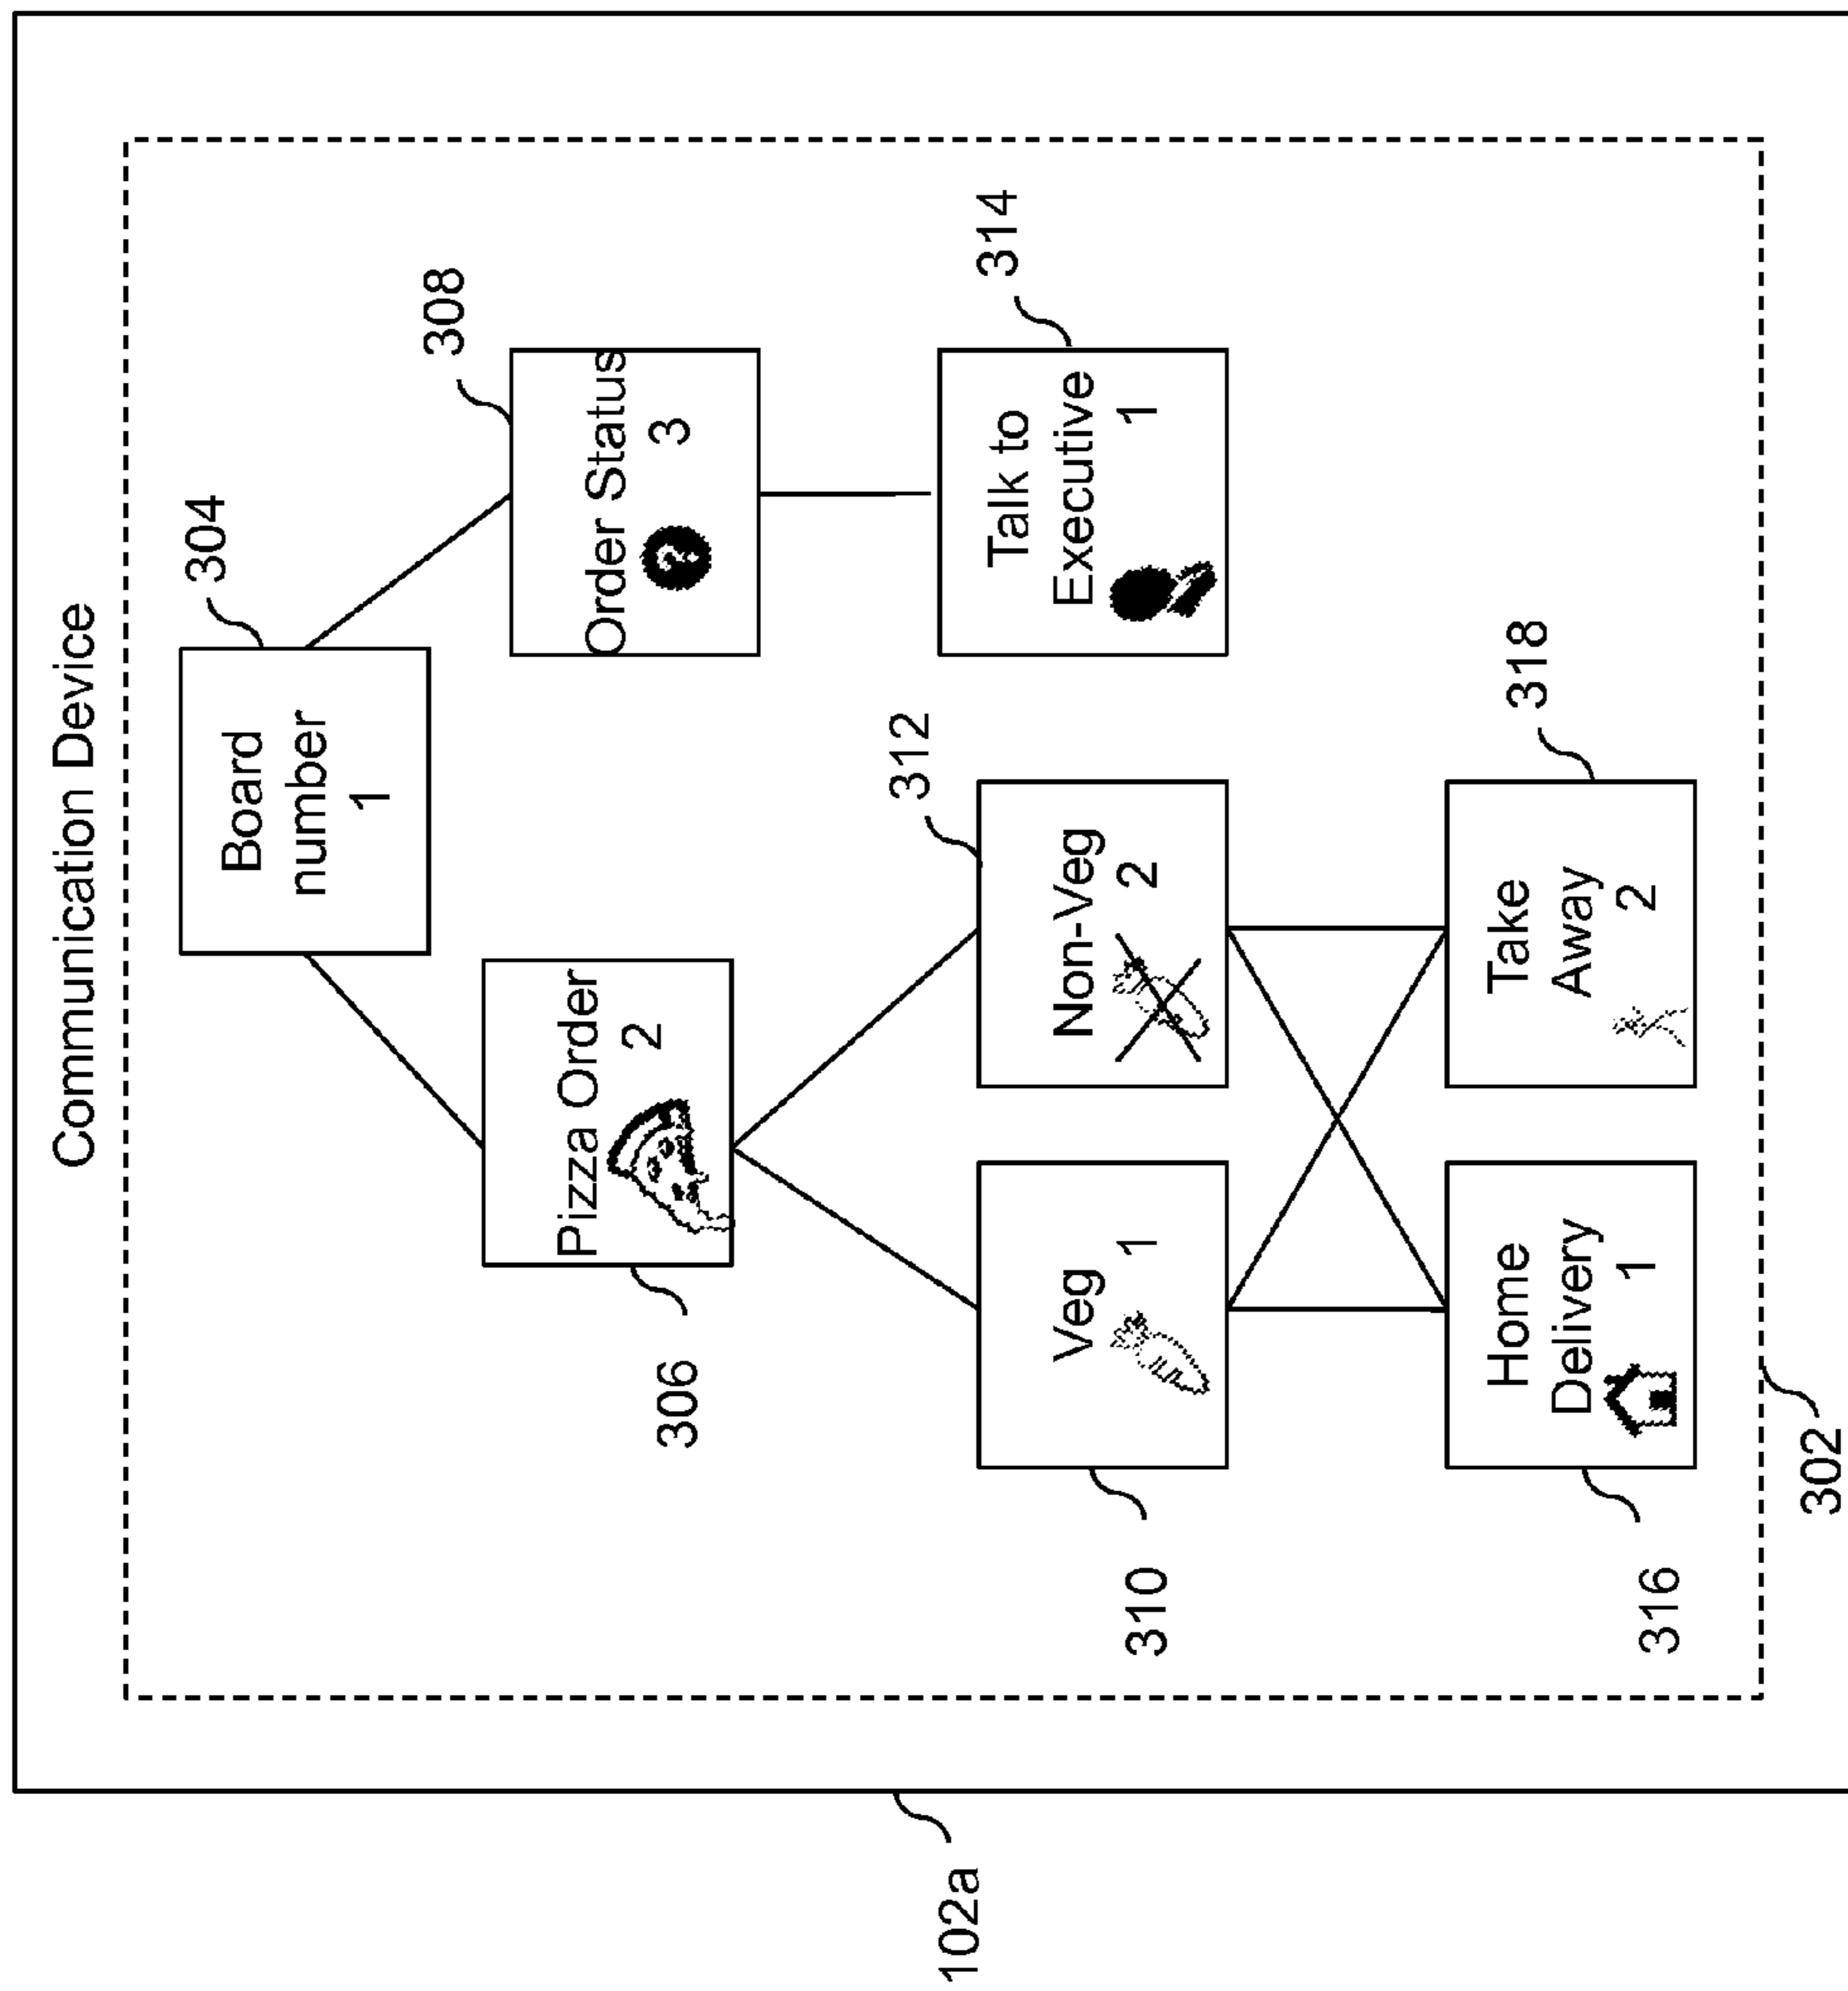 Communication Device
304
Board
number
1
308
Pizza Order
2
306
Order Status
3
312
314
Veg 1
310
Non-Veg
2
Talk to
Executive
1
318
Home
Delivery
1
316
Take
Away
2
302
102a